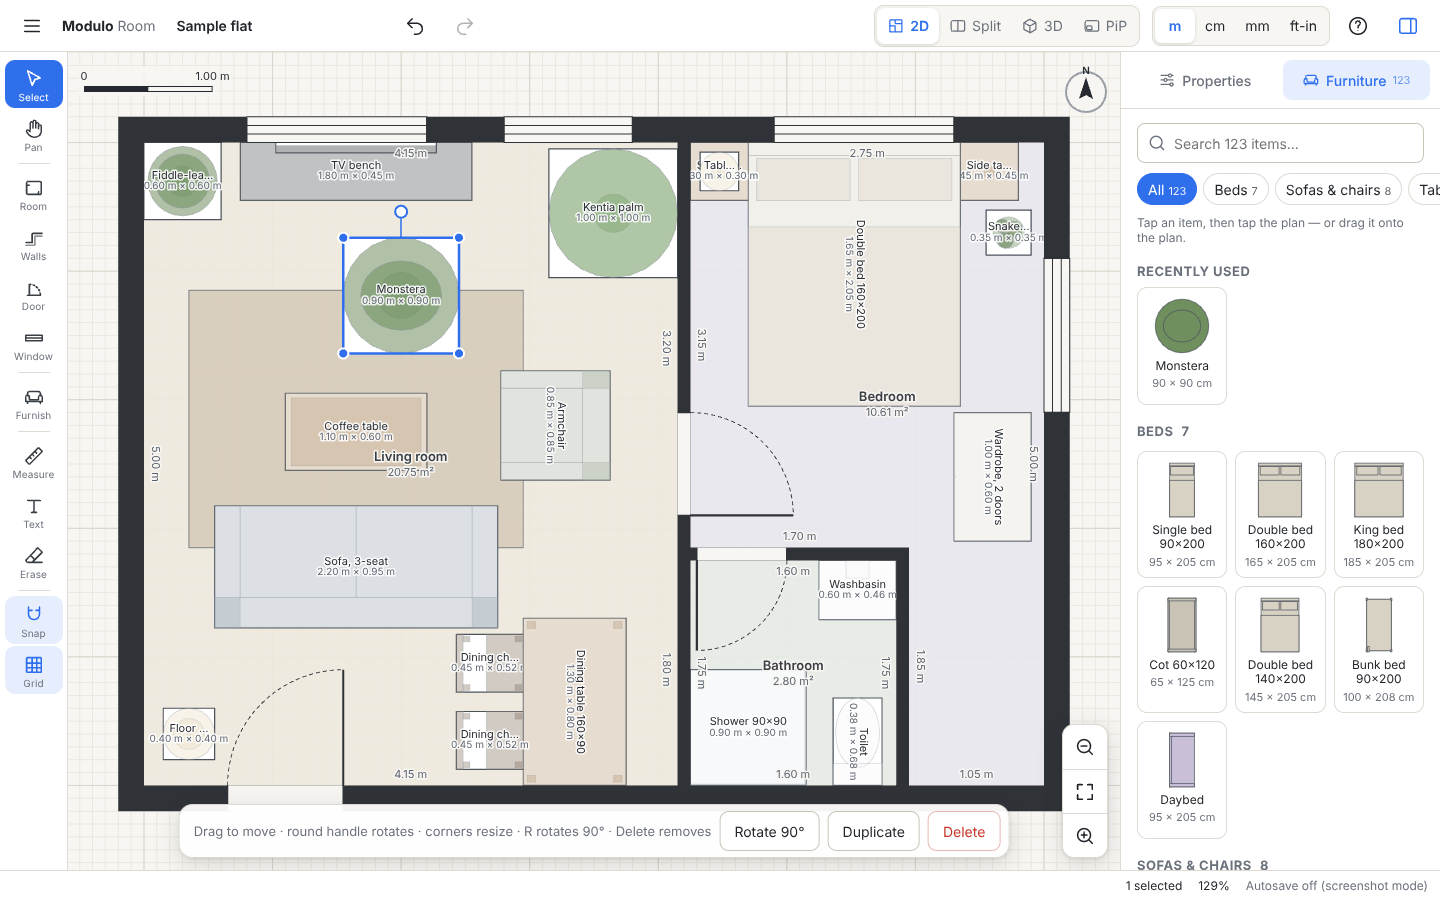 Modulo Room
Sample flat
2D
Split
3D
PiP
m
cm
mm
ft-in
Select
Pan
Room
Walls
Door
Window
Furnish
Measure
Text
Erase
Snap
Grid
0
1.00 m
N
4.15 m
TV bench
1.80 m × 0.45 m
Fiddle-lea...
0.60 m × 0.60 m
Kentia palm
1.00 m × 1.00 m
Monstera
0.90 m × 0.90 m
Coffee table
1.10 m × 0.60 m
Living room
20.75 m²
Armchair
0.85 m × 0.85 m
Sofa, 3-seat
2.20 m × 0.95 m
5.00 m
3.20 m
1.80 m
Dining ch...
0.45 m × 0.52 m
Dining ch...
0.45 m × 0.52 m
Dining table 160×90
1.30 m × 0.80 m
Floor ...
0.40 m × 0.40 m
4.15 m
2.75 m
Tabl...
30 m × 0.30 m
Side ta...
45 m × 0.45 m
Snake...
0.35 m × 0.35 m
Double bed 160×200
1.65 m × 2.05 m
3.15 m
Bedroom
10.61 m²
Wardrobe, 2 doors
1.00 m × 0.60 m
5.00 m
1.70 m
1.60 m
Washbasin
0.60 m × 0.46 m
Bathroom
2.80 m²
1.75 m
1.75 m
1.85 m
Shower 90×90
0.90 m × 0.90 m
Toilet
0.38 m × 0.68 m
1.60 m
1.05 m
Drag to move · round handle rotates · corners resize · R rotates 90° · Delete removes
Rotate 90°
Duplicate
Delete
Properties
Furniture 123
Search 123 items...
All 123
Beds 7
Sofas & chairs 8
Tab
Tap an item, then tap the plan — or drag it onto
the plan.
RECENTLY USED
Monstera
90 × 90 cm
BEDS 7
Single bed
90×200
95 × 205 cm
Double bed
160×200
165 × 205 cm
King bed
180×200
185 × 205 cm
Cot 60×120
65 × 125 cm
Double bed
140×200
145 × 205 cm
Bunk bed
90×200
100 × 208 cm
Daybed
95 × 205 cm
SOFAS & CHAIRS 8
1 selected
129%
Autosave off (screenshot mode)